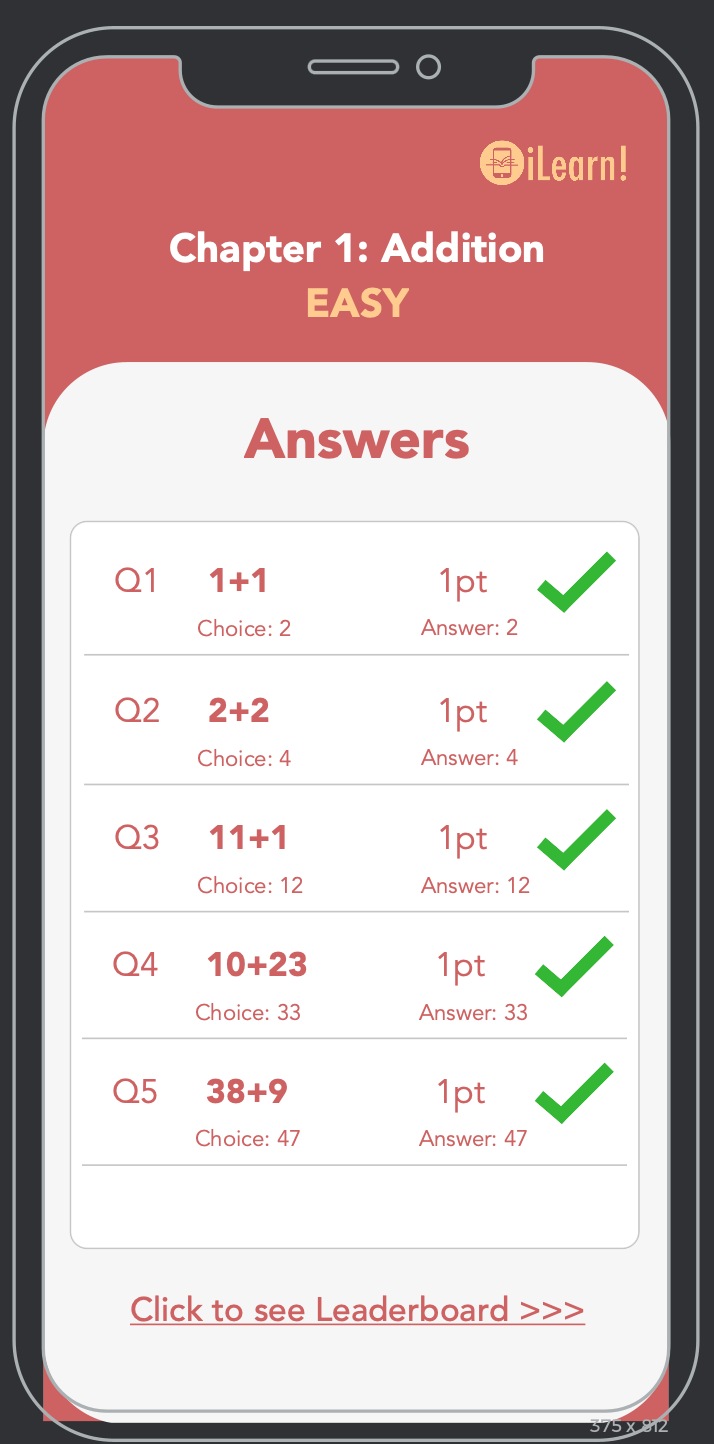 iLearn!
Chapter 1: Addition
EASY
Answers
Q1 1+1 1pt
Choice: 2 Answer: 2
Q2 2+2 1pt
Choice: 4 Answer: 4
Q3 11+1 1pt
Choice: 12 Answer: 12
Q4 10+23 1pt
Choice: 33 Answer: 33
Q5 38+9 1pt
Choice: 47 Answer: 47
Click to see Leaderboard >>>
375 x 812